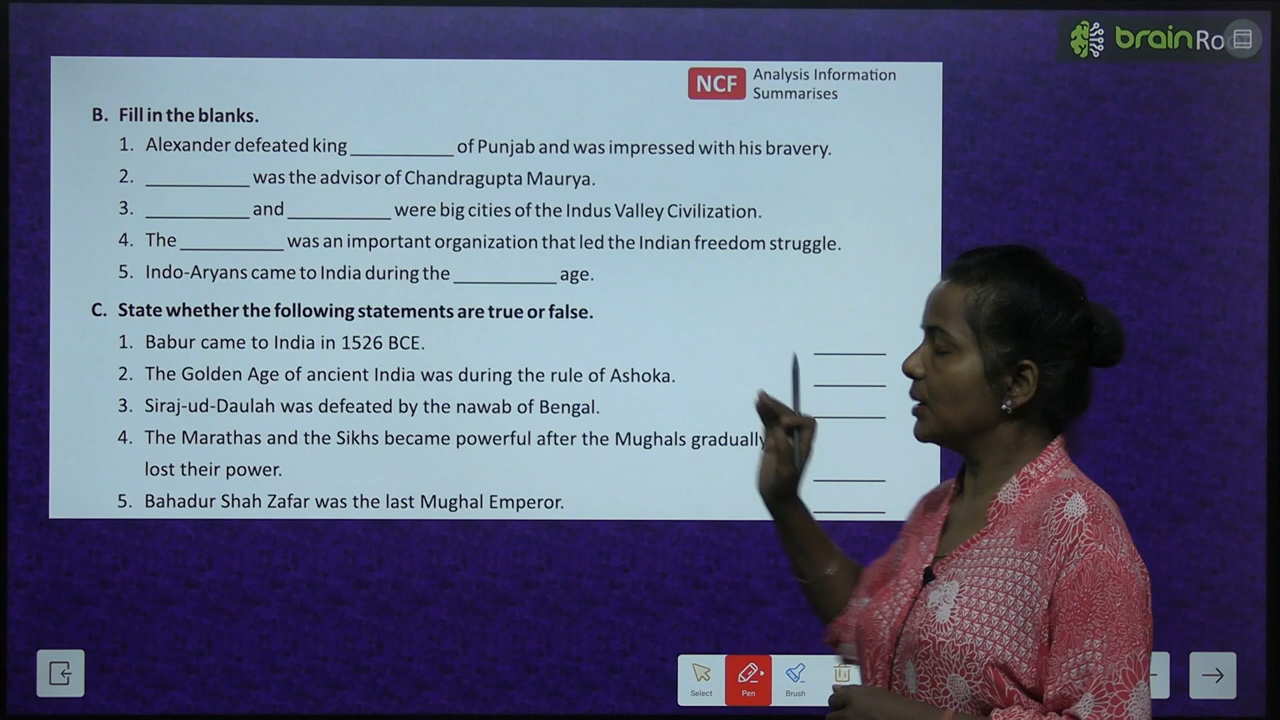 brainRo
NCF Analysis Information
Summarises
B. Fill in the blanks.
1. Alexander defeated king __________ of Punjab and was impressed with his bravery.
2. __________ was the advisor of Chandragupta Maurya.
3. __________ and __________ were big cities of the Indus Valley Civilization.
4. The __________ was an important organization that led the Indian freedom struggle.
5. Indo-Aryans came to India during the __________ age.
C. State whether the following statements are true or false.
1. Babur came to India in 1526 BCE. _______
2. The Golden Age of ancient India was during the rule of Ashoka. _______
3. Siraj-ud-Daulah was defeated by the nawab of Bengal. _______
4. The Marathas and the Sikhs became powerful after the Mughals gradually
lost their power. _______
5. Bahadur Shah Zafar was the last Mughal Emperor. _______
Select Pen Brush